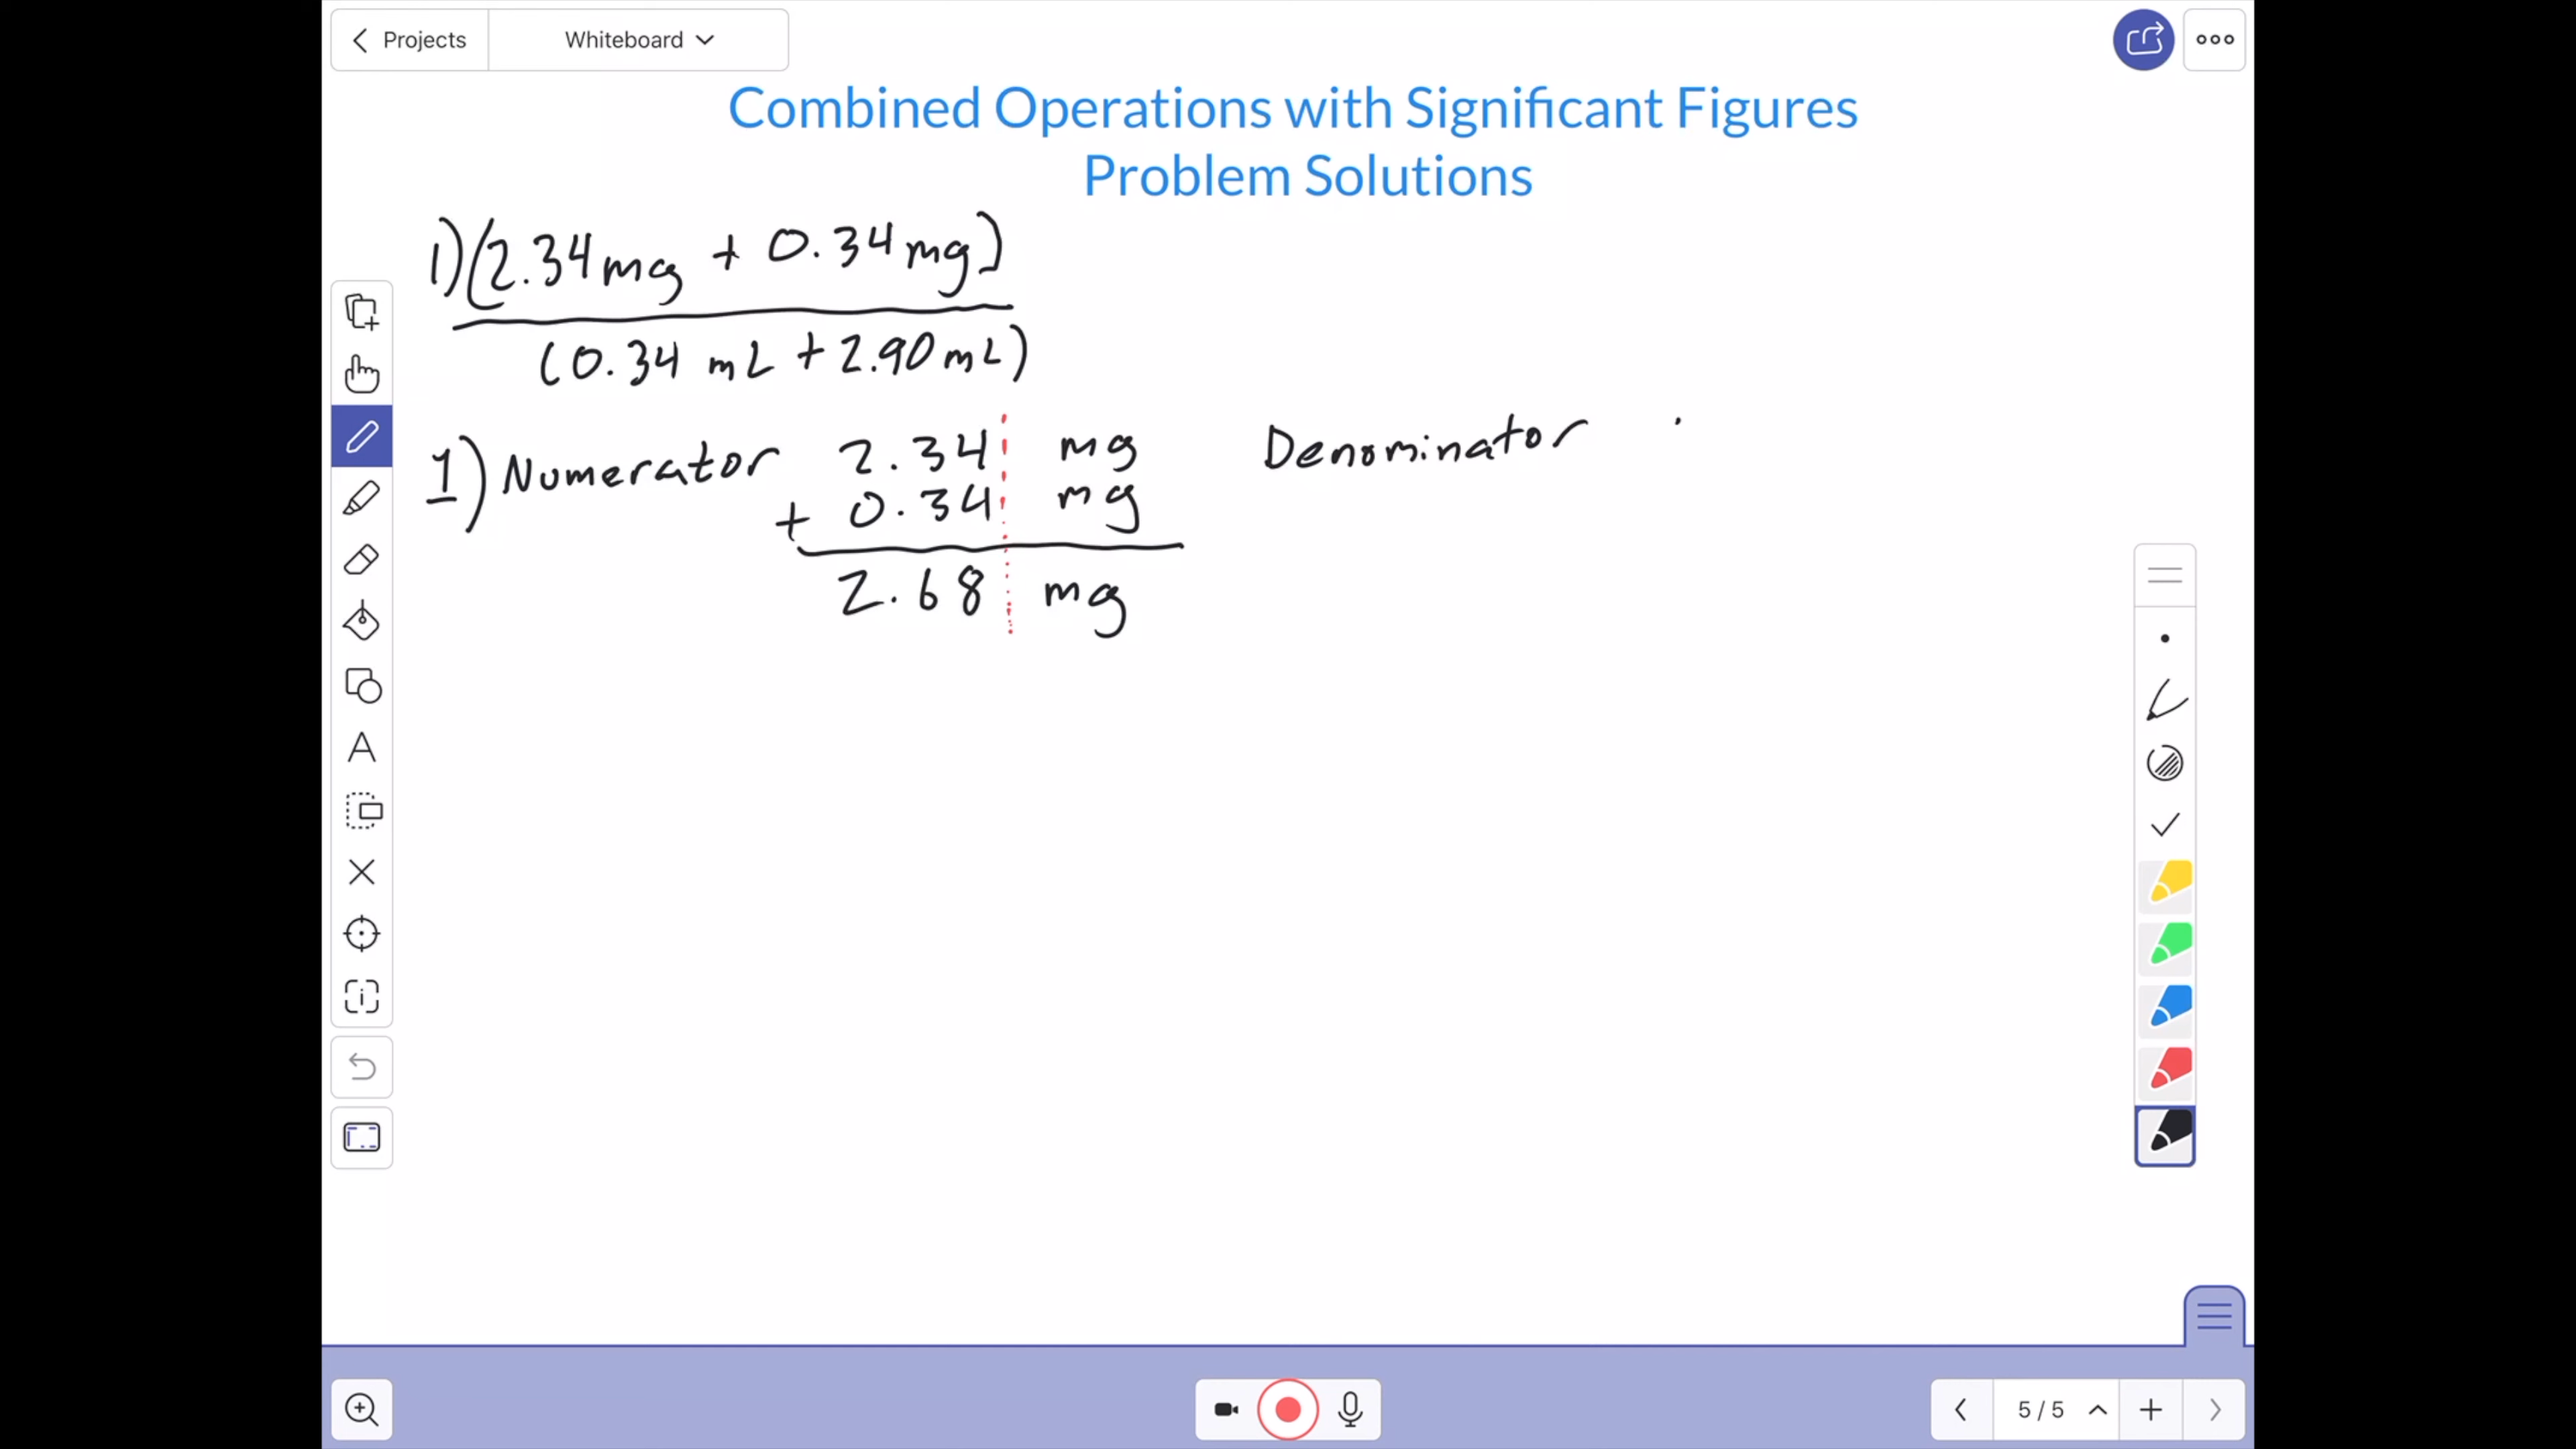 Projects
Whiteboard
Combined Operations with Significant Figures
Problem Solutions
1) (2.34 mg + 0.34 mg)
(0.34 mL + 2.90 mL)
1) Numerator 2.34 mg Denominator
+ 0.34 mg
2.68 mg
A
5 / 5